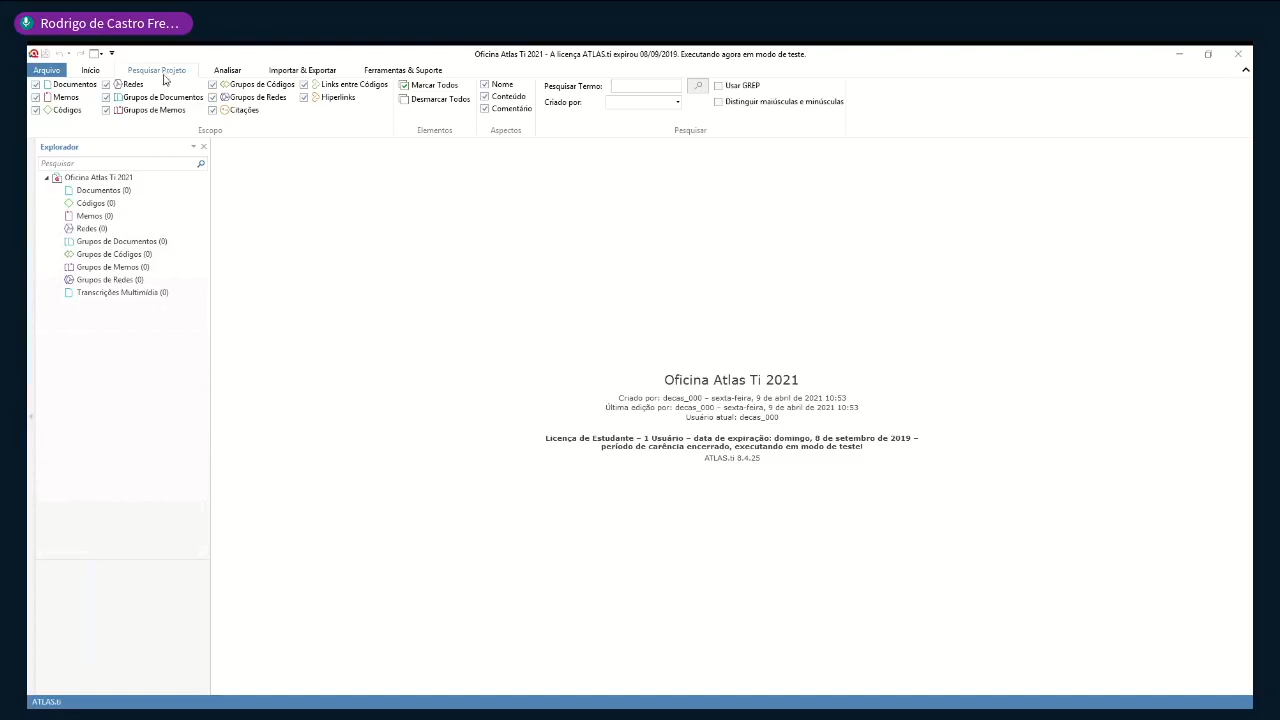 Rodrigo de Castro Fre...
Oficina Atlas Ti 2021 - A licença ATLAS.ti expirou 08/09/2019. Executando agora em modo de teste.
Arquivo Início Pesquisar Projeto Analisar Importar & Exportar Ferramentas & Suporte
Documentos Redes Grupos de Códigos Links entre Códigos Marcar Todos Nome Pesquisar Termo: Usar GREP
Memos Grupos de Documentos Grupos de Redes Hiperlinks Desmarcar Todos Conteúdo Criado por: Distinguir maiúsculas e minúsculas
Códigos Grupos de Memos Citações Comentário
Escopo Elementos Aspectos Pesquisar
Explorador
Pesquisar
Oficina Atlas Ti 2021
Documentos (0)
Códigos (0)
Memos (0)
Redes (0)
Grupos de Documentos (0)
Grupos de Códigos (0)
Grupos de Memos (0)
Grupos de Redes (0)
Transcrições Multimídia (0)
Oficina Atlas Ti 2021
Criado por: decas_000 – sexta-feira, 9 de abril de 2021 10:53
Última edição por: decas_000 – sexta-feira, 9 de abril de 2021 10:53
Usuário atual: decas_000
Licença de Estudante – 1 Usuário – data de expiração: domingo, 8 de setembro de 2019 –
período de carência encerrado, executando em modo de teste!
ATLAS.ti 8.4.25
ATLAS.ti